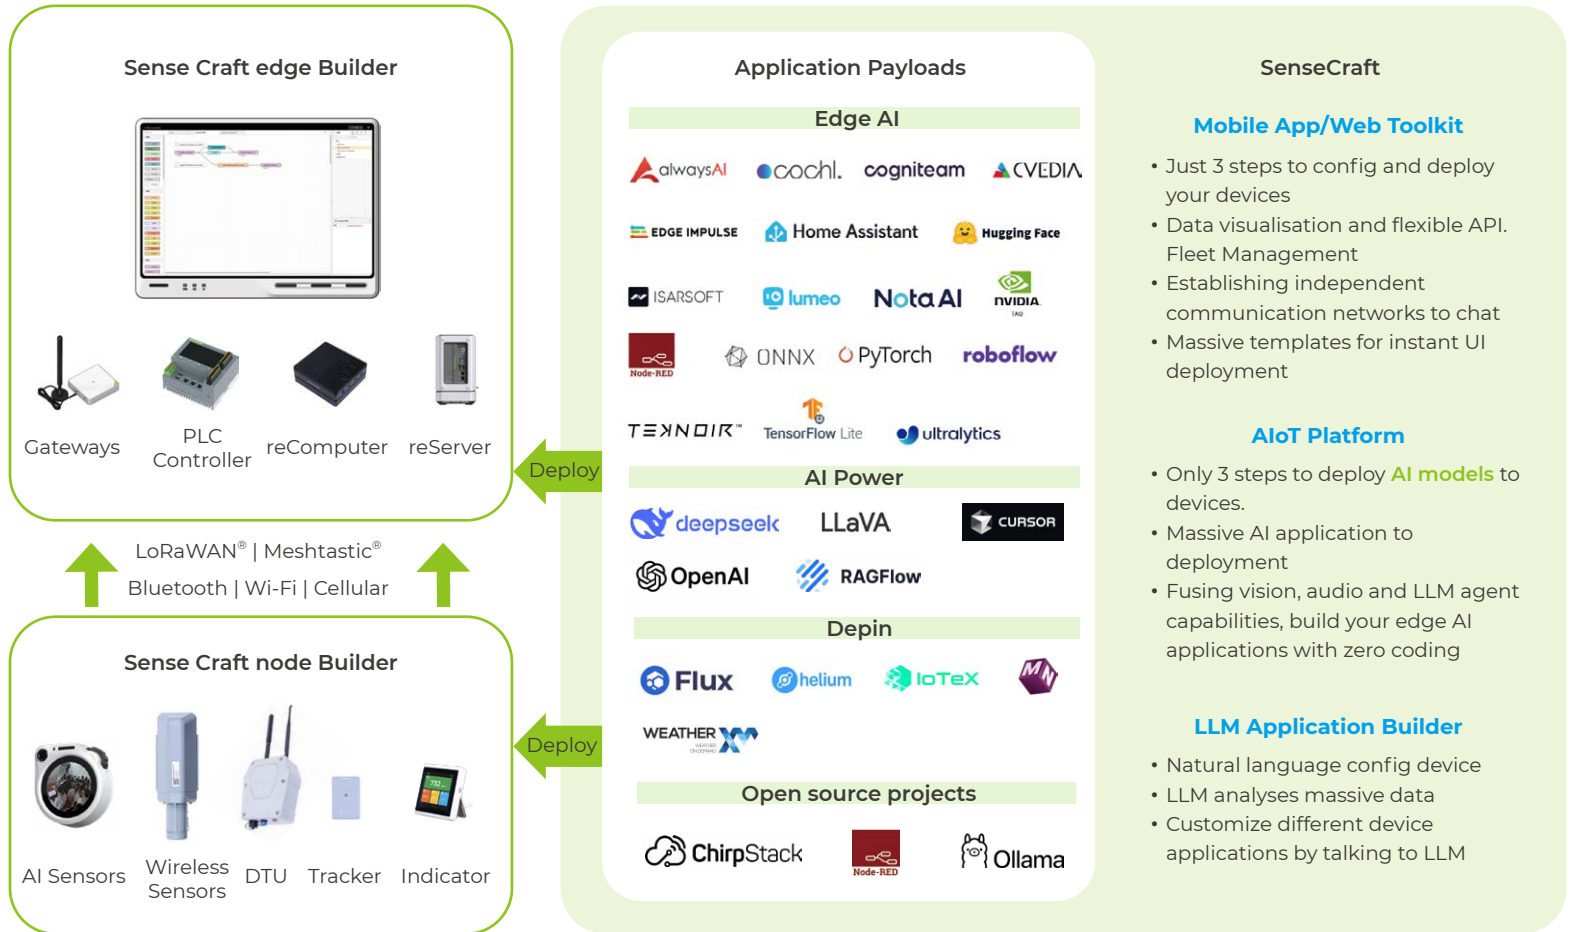 Sense Craft edge Builder
Gateways
PLC
Controller
reComputer
reServer
LoRaWAN® | Meshtastic®
Bluetooth | Wi-Fi | Cellular
Sense Craft node Builder
AI Sensors
Wireless
Sensors
DTU
Tracker
Indicator
Deploy
Deploy
Application Payloads
Edge AI
alwaysAI
cochl.
cogniteam
CVEDIA
EDGE IMPULSE
Home Assistant
Hugging Face
ISARSOFT
lumeo
Nota AI
NVIDIA
TAO
Node-RED
ONNX
PyTorch
roboflow
TEKNOIR™
TensorFlow Lite
ultralytics
AI Power
deepseek
LLaVA
CURSOR
OpenAI
RAGFlow
Depin
Flux
helium
IoTeX
MN
WEATHER XM
WEATHER
ON DEMAND
Open source projects
ChirpStack
Node-RED
Ollama
SenseCraft
Mobile App/Web Toolkit
• Just 3 steps to config and deploy
your devices
• Data visualisation and flexible API.
Fleet Management
• Establishing independent
communication networks to chat
• Massive templates for instant UI
deployment
AIoT Platform
• Only 3 steps to deploy AI models to
devices.
• Massive AI application to
deployment
• Fusing vision, audio and LLM agent
capabilities, build your edge AI
applications with zero coding
LLM Application Builder
• Natural language config device
• LLM analyses massive data
• Customize different device
applications by talking to LLM